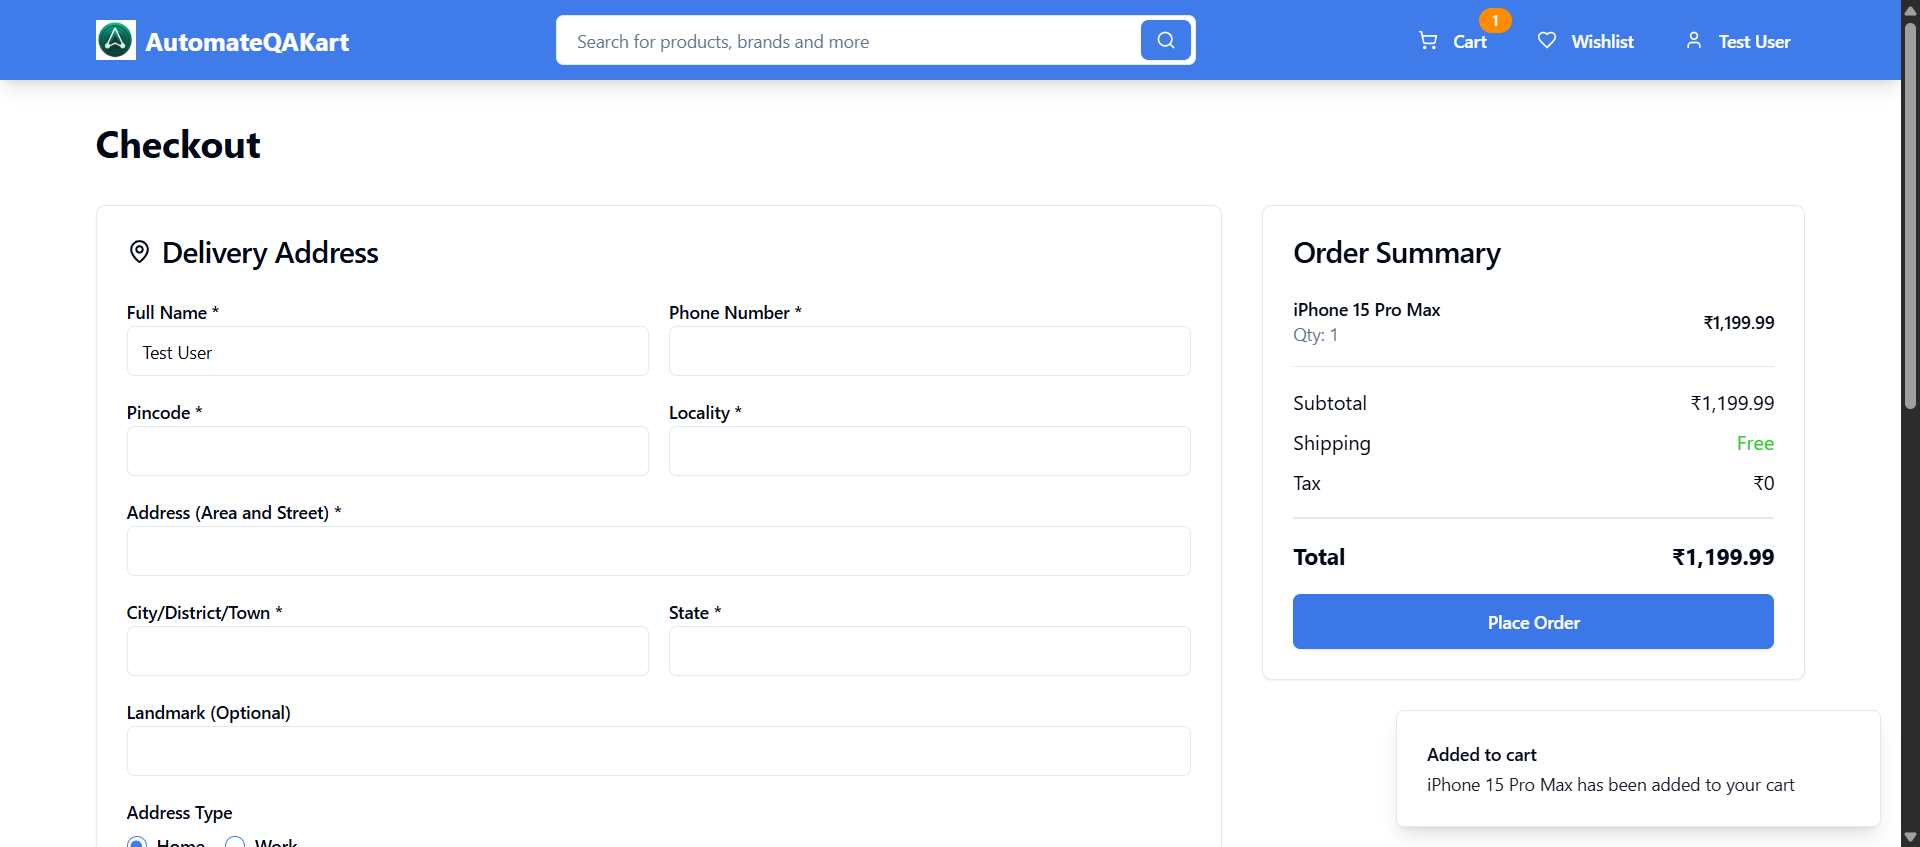 AutomateQAKart
Search for products, brands and more
Cart
1
Wishlist
Test User
Checkout
Delivery Address
Full Name *
Test User
Phone Number *
Pincode *
Locality *
Address (Area and Street) *
City/District/Town *
State *
Landmark (Optional)
Address Type
Home
Work
Order Summary
iPhone 15 Pro Max
Qty: 1
₹1,199.99
Subtotal
₹1,199.99
Shipping
Free
Tax
₹0
Total
₹1,199.99
Place Order
Added to cart
iPhone 15 Pro Max has been added to your cart